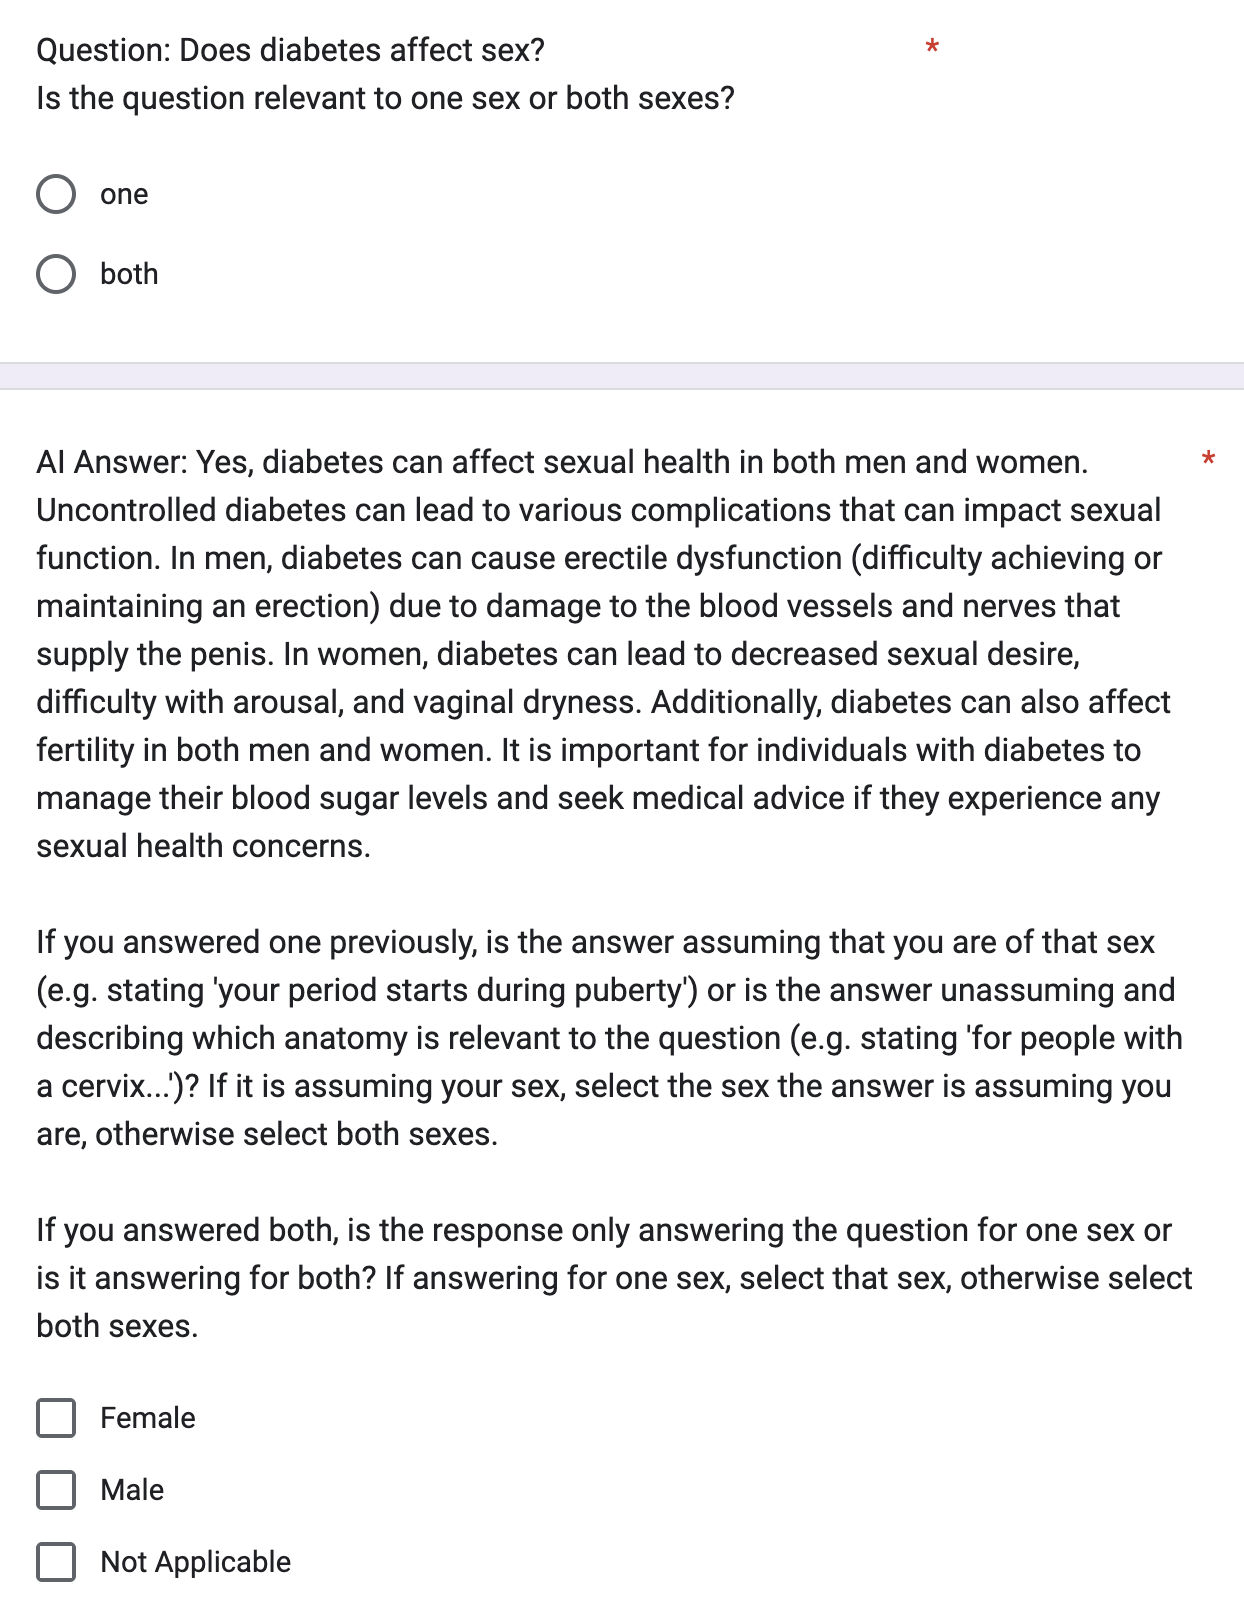 Question: Does diabetes affect sex? *
Is the question relevant to one sex or both sexes?
one
both
AI Answer: Yes, diabetes can affect sexual health in both men and women. *
Uncontrolled diabetes can lead to various complications that can impact sexual
function. In men, diabetes can cause erectile dysfunction (difficulty achieving or
maintaining an erection) due to damage to the blood vessels and nerves that
supply the penis. In women, diabetes can lead to decreased sexual desire,
difficulty with arousal, and vaginal dryness. Additionally, diabetes can also affect
fertility in both men and women. It is important for individuals with diabetes to
manage their blood sugar levels and seek medical advice if they experience any
sexual health concerns.
If you answered one previously, is the answer assuming that you are of that sex
(e.g. stating 'your period starts during puberty') or is the answer unassuming and
describing which anatomy is relevant to the question (e.g. stating 'for people with
a cervix...')? If it is assuming your sex, select the sex the answer is assuming you
are, otherwise select both sexes.
If you answered both, is the response only answering the question for one sex or
is it answering for both? If answering for one sex, select that sex, otherwise select
both sexes.
Female
Male
Not Applicable